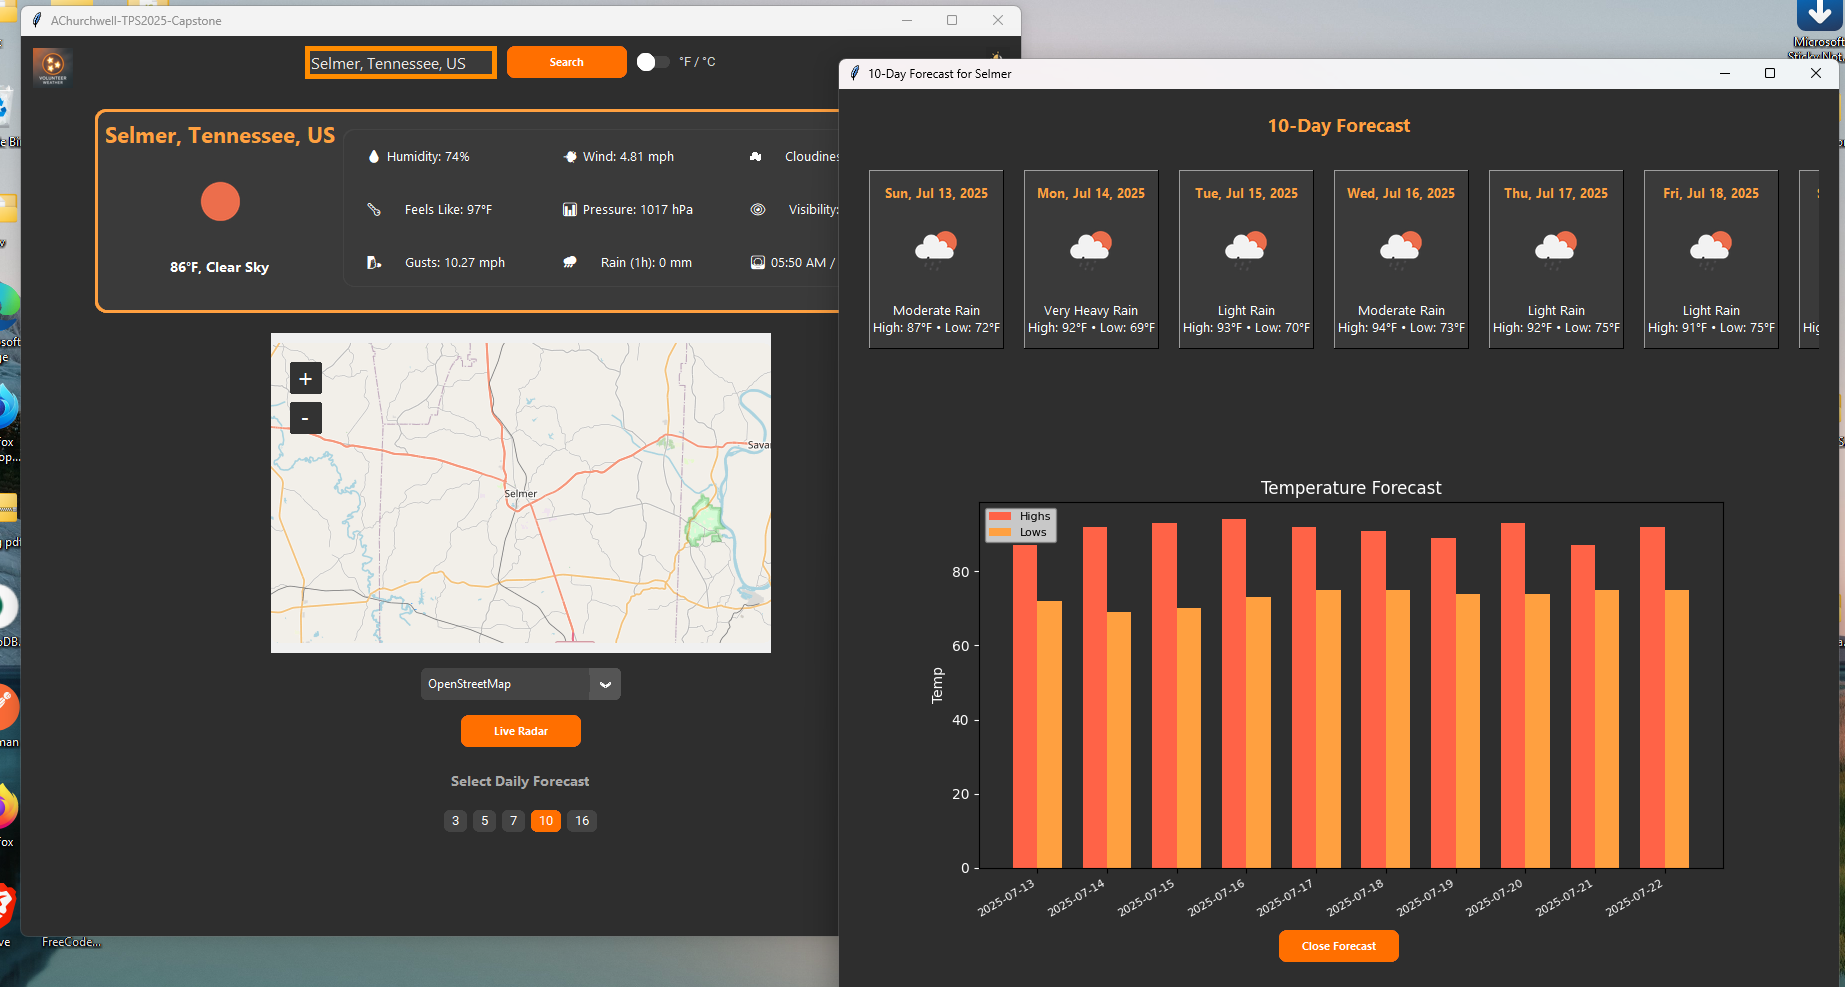 AChurchwell-TPS2025-Capstone
VOLUNTEER
WEATHER
Selmer, Tennessee, US
Search
°F / °C
Selmer, Tennessee, US
Humidity: 74%
Wind: 4.81 mph
Feels Like: 97°F
Pressure: 1017 hPa
Visibility:
Gusts: 10.27 mph
Rain (1h): 0 mm
05:50 AM /
86°F, Clear Sky
+
-
Selmer
OpenStreetMap
Live Radar
Select Daily Forecast
3 5 7 10 16
10-Day Forecast for Selmer
10-Day Forecast
Sun, Jul 13, 2025
Moderate Rain
High: 87°F • Low: 72°F
Mon, Jul 14, 2025
Very Heavy Rain
High: 92°F • Low: 69°F
Tue, Jul 15, 2025
Light Rain
High: 93°F • Low: 70°F
Wed, Jul 16, 2025
Moderate Rain
High: 94°F • Low: 73°F
Thu, Jul 17, 2025
Light Rain
High: 92°F • Low: 75°F
Fri, Jul 18, 2025
Light Rain
High: 91°F • Low: 75°F
Temperature Forecast
Highs
Lows
Temp
80
60
40
20
0
2025-07-13
2025-07-14
2025-07-15
2025-07-16
2025-07-17
2025-07-18
2025-07-19
2025-07-20
2025-07-21
2025-07-22
Close Forecast
FreeCode...